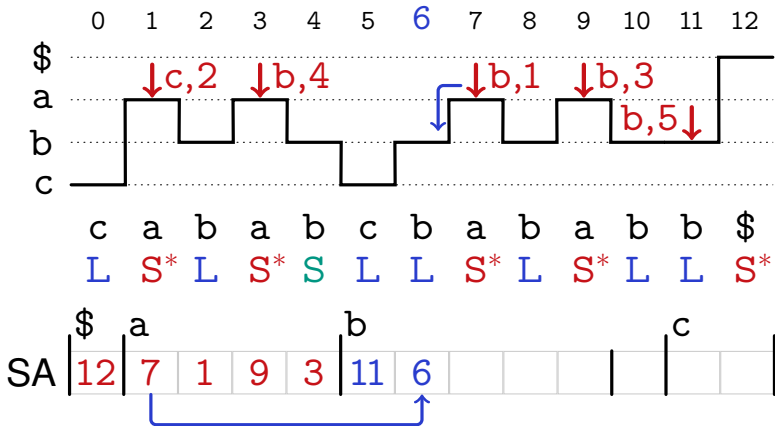 0 1 2 3 4 5 6 7 8 9 10 11 12
$
c,2 b,4 b,1 b,3
a
b,5
b
c
c a b a b c b a b a b b $
L S* L S* S L L S* L S* L L S*
$ a b c
SA 12 7 1 9 3 11 6